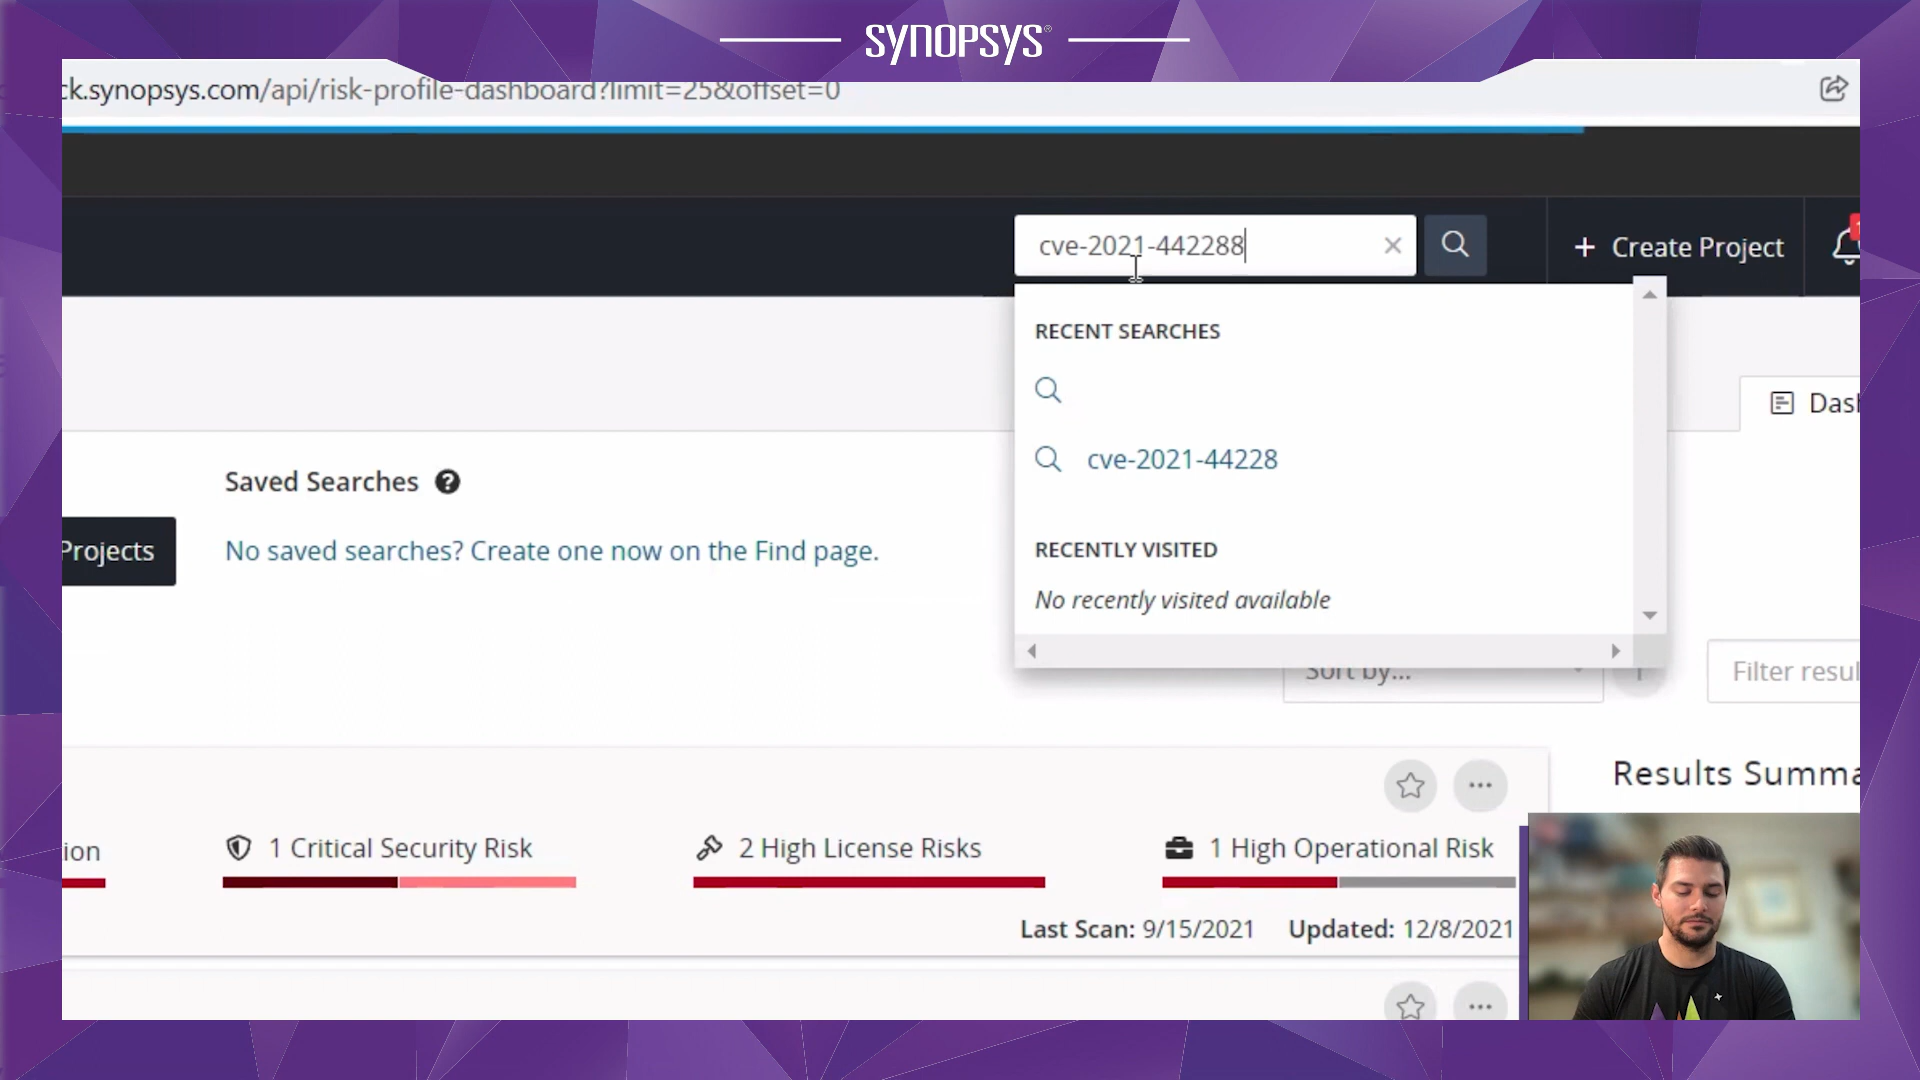 SYNOPSYS®
ck.synopsys.com/api/risk-profile-dashboard?limit=25&offset=0
cve-2021-442288
+ Create Project
RECENT SEARCHES
cve-2021-44228
RECENTLY VISITED
No recently visited available
Das
Saved Searches
Projects
No saved searches? Create one now on the Find page.
Sort by...
Filter resul
Results Summa
ion
1 Critical Security Risk
2 High License Risks
1 High Operational Risk
Last Scan: 9/15/2021 Updated: 12/8/2021